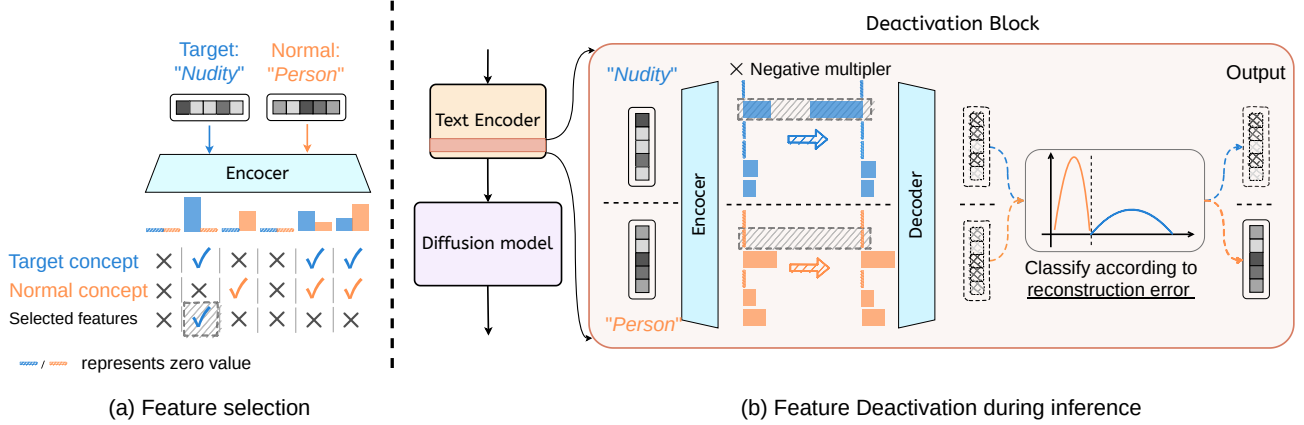 Target:
"Nudity"
Normal:
"Person"
Encocer
Target concept
Normal concept
Selected features
/ represents zero value
(a) Feature selection
Deactivation Block
Text Encoder
Diffusion model
"Nudity"
× Negative multipler
Output
Encocer
Decoder
"Person"
Classify according to
reconstruction error
(b) Feature Deactivation during inference